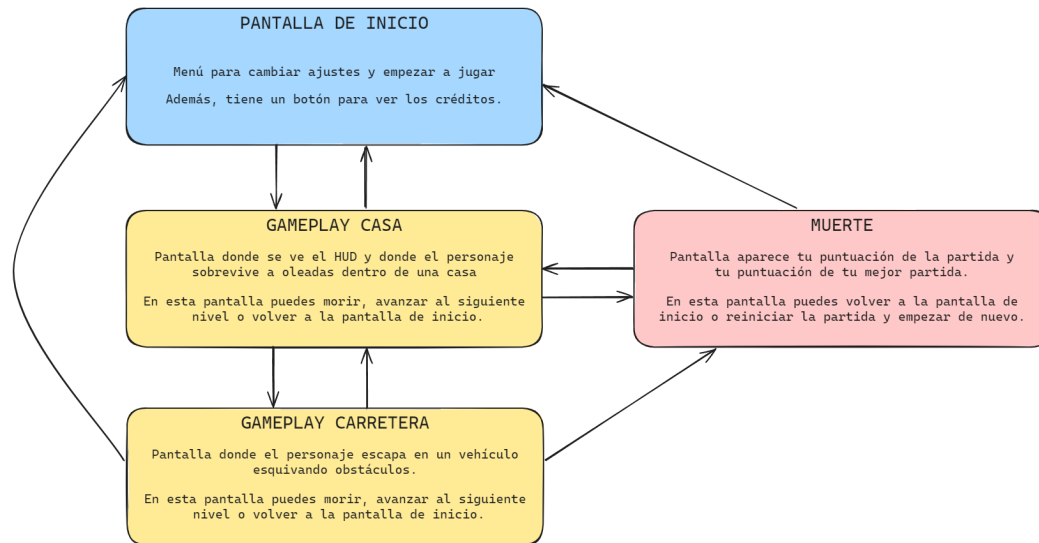 PANTALLA DE INICIO
Menú para cambiar ajustes y empezar a jugar
Además, tiene un botón para ver los créditos.
GAMEPLAY CASA
Pantalla donde se ve el HUD y donde el personaje
sobrevive a oleadas dentro de una casa
En esta pantalla puedes morir, avanzar al siguiente
nivel o volver a la pantalla de inicio.
MUERTE
Pantalla aparece tu puntuación de la partida y
tu puntuación de tu mejor partida.
En esta pantalla puedes volver a la pantalla de
inicio o reiniciar la partida y empezar de nuevo.
GAMEPLAY CARRETERA
Pantalla donde el personaje escapa en un vehículo
esquivando obstáculos.
En esta pantalla puedes morir, avanzar al siguiente
nivel o volver a la pantalla de inicio.